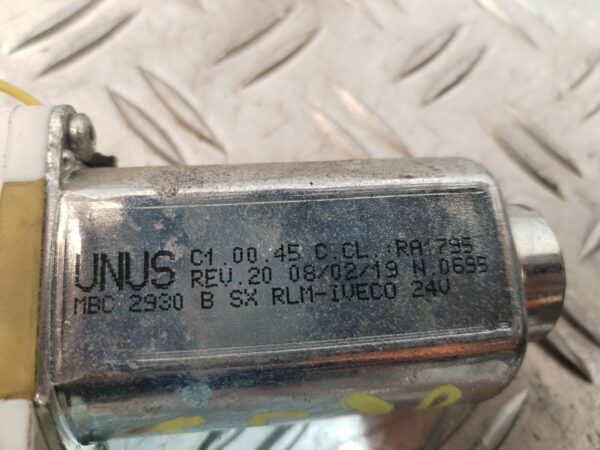 UNUS C1.00.45 C.CL. :RA:795
REV.20 08/02/19 N.0695
MBC 2930 B SX RLM-IVECO 24V